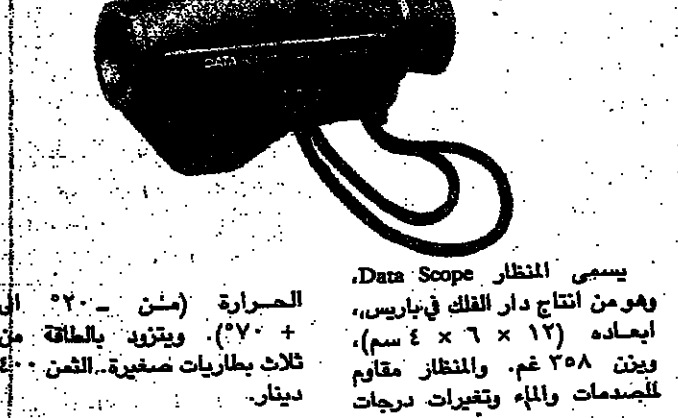 DATA
يسمى المنظار Data Scope،
وهو من انتاج دار الفلك في باريس،
ابعاده (١٢ × ٦ × ٤ سم)،
ويزن ٣٥٨ غم. والمنظار مقاوم
للصدمات والماء وتغيرات درجات
الحرارة (من _ ٢٠° الى
+ ٧٠°). ويتزود بالطاقة من
ثلاث بطاريات صغيرة. الثمن ٤٠٠
دينار.